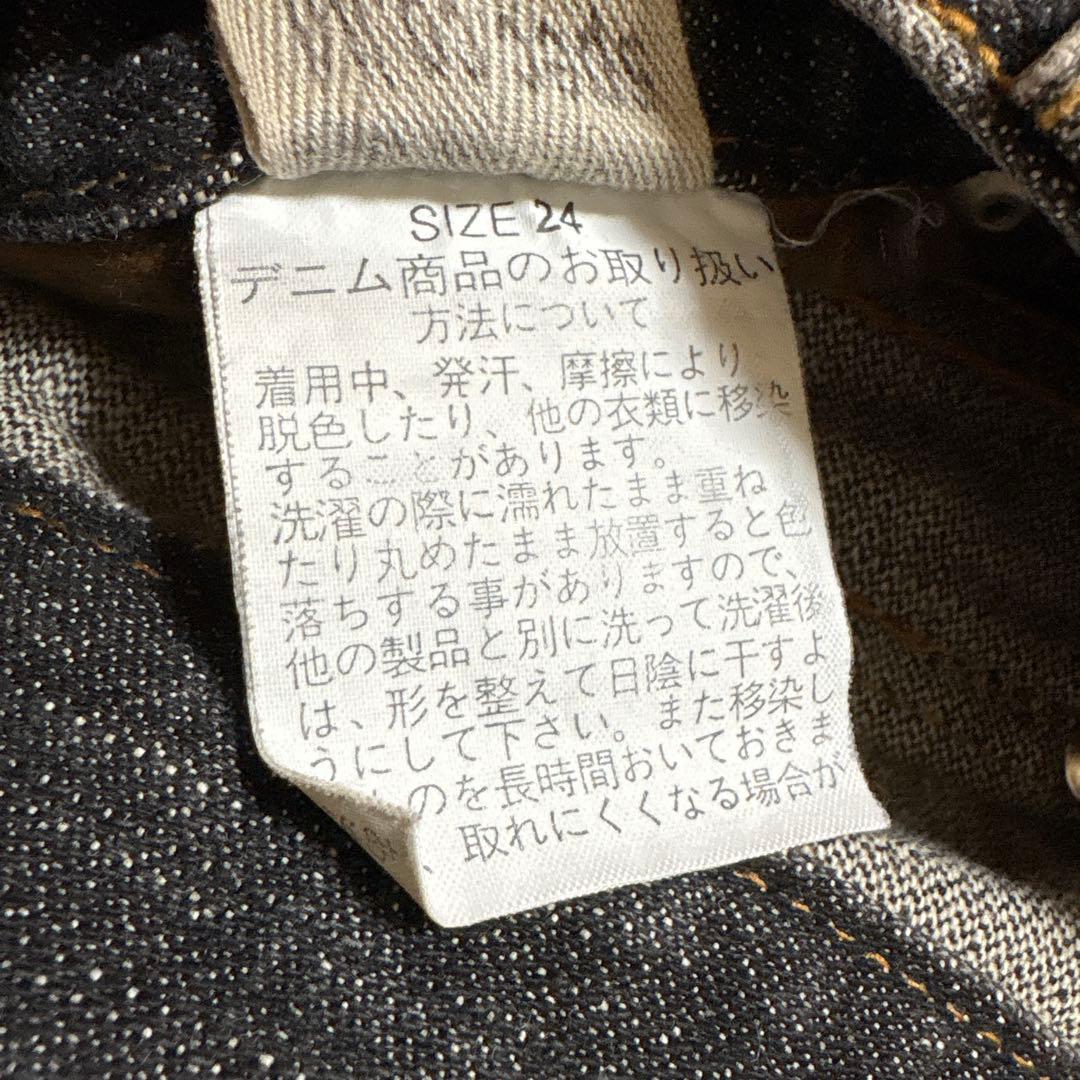 SIZE 24
デニム商品のお取り扱い
方法について
着用中、発汗、摩擦により
脱色したり、他の衣類に移染
することがあります。
洗濯の際に濡れたまま重ね
たり丸めたまま放置すると色
落ちする事がありますので、
他の製品と別に洗って洗濯後
は、形を整えて日陰に干すよ
うにして下さい。また移染し
のを長時間おいておきま
、取れにくくなる場合が